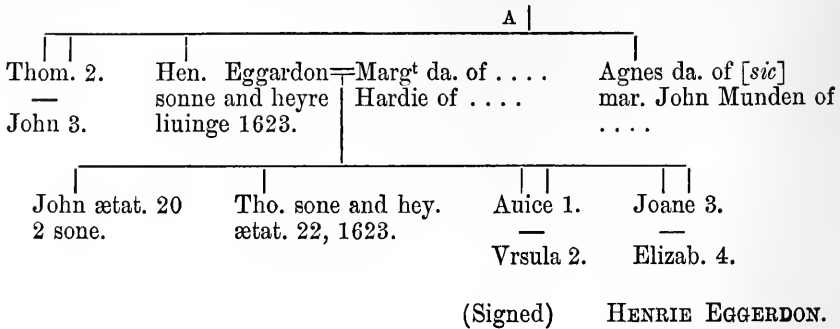 A
Thom. 2. Hen. Eggardon=Margᵗ da. of . . . . Agnes da. of [sic]
— sonne and heyre Hardie of . . . . mar. John Munden of
John 3. liuinge 1623. . . . .
John ætat. 20 Tho. sone and hey. Auice 1. Joane 3.
2 sone. ætat. 22, 1623. — —
Vrsula 2. Elizab. 4.
(Signed) HENRIE EGGERDON.